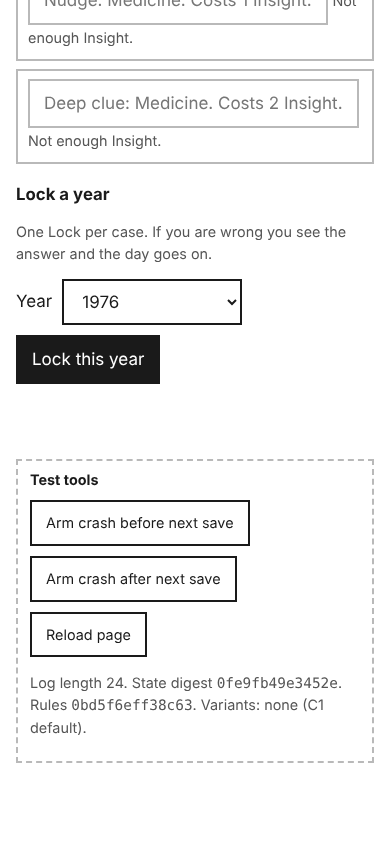 Nudge: Medicine. Costs 1 Insight. Not
enough Insight.
Deep clue: Medicine. Costs 2 Insight.
Not enough Insight.
Lock a year
One Lock per case. If you are wrong you see the
answer and the day goes on.
Year 1976
Lock this year
Test tools
Arm crash before next save
Arm crash after next save
Reload page
Log length 24. State digest 0fe9fb49e3452e.
Rules 0bd5f6eff38c63. Variants: none (C1
default).